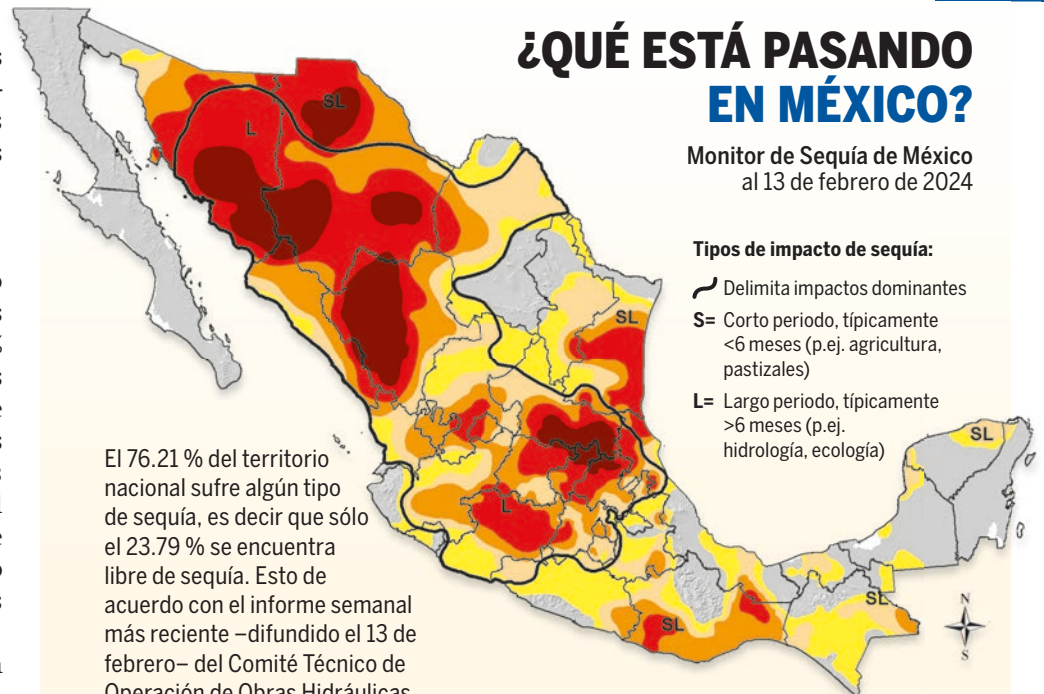 ¿QUÉ ESTÁ PASANDO
EN MÉXICO?
Monitor de Sequía de México
al 13 de febrero de 2024
Tipos de impacto de sequía:
Delimita impactos dominantes
S= Corto periodo, típicamente
<6 meses (p.ej. agricultura,
pastizales)
L= Largo periodo, típicamente
>6 meses (p.ej.
hidrología, ecología)
SL
L
SL
SL
L
SL
SL
N
S
El 76.21 % del territorio
nacional sufre algún tipo
de sequía, es decir que sólo
el 23.79 % se encuentra
libre de sequía. Esto de
acuerdo con el informe semanal
más reciente –difundido el 13 de
febrero– del Comité Técnico de
Operación de Obras Hidráulicas